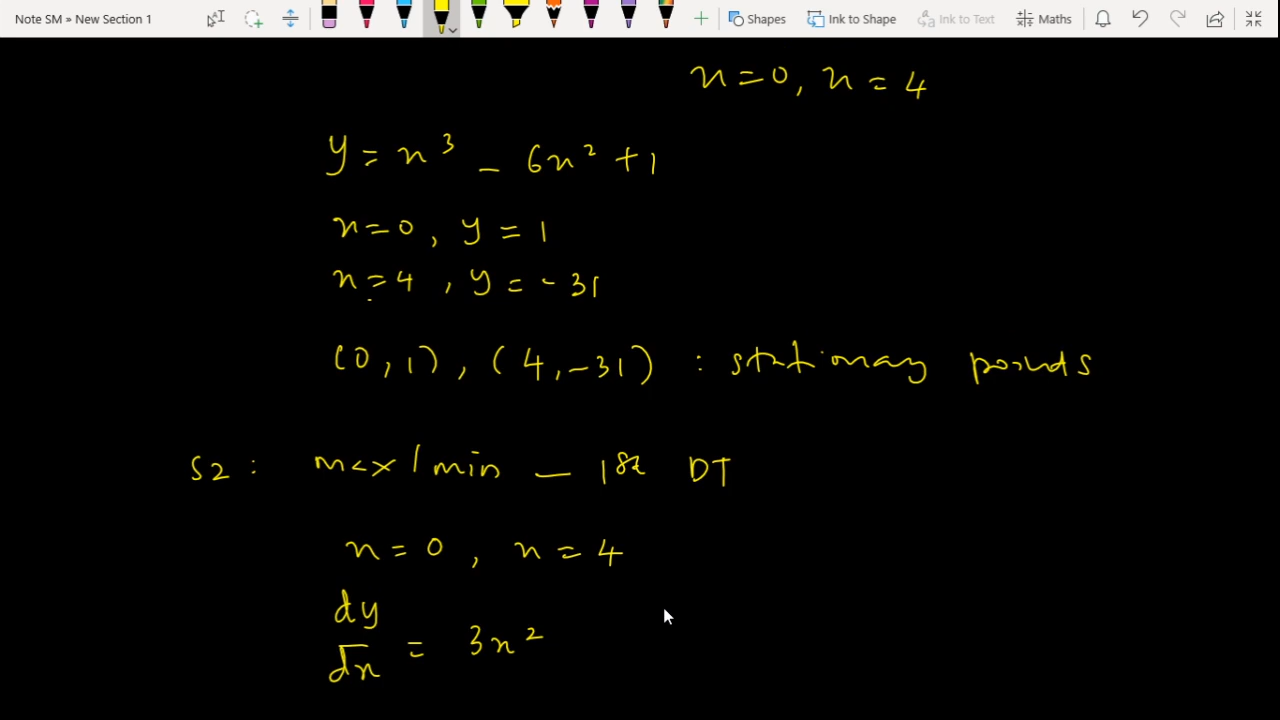 Note SM » New Section 1
Shapes
Ink to Shape
Ink to Text
Maths
x = 0, x = 4
y = x³ - 6x² + 1
x = 0, y = 1
x = 4, y = -31
(0, 1), (4, -31) : stationary points
S2 : max/min — 1st DT
x = 0, x = 4
dy/dx = 3x²